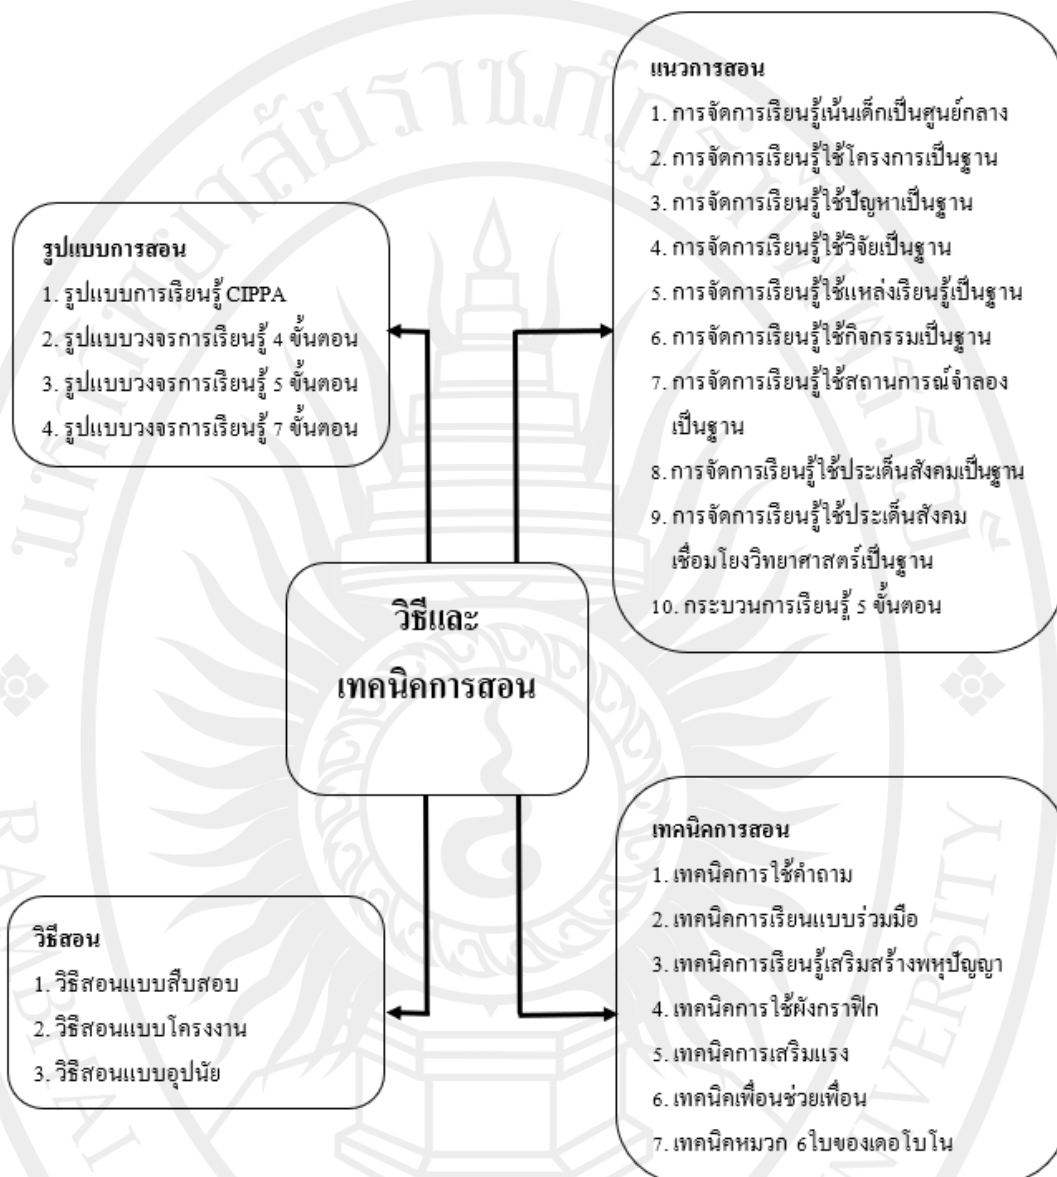 แนวการสอน
1. การจัดการเรียนรู้เน้นเด็กเป็นศูนย์กลาง
2. การจัดการเรียนรู้ใช้โครงการเป็นฐาน
3. การจัดการเรียนรู้ใช้ปัญหาเป็นฐาน
4. การจัดการเรียนรู้ใช้วิจัยเป็นฐาน
5. การจัดการเรียนรู้ใช้แหล่งเรียนรู้เป็นฐาน
6. การจัดการเรียนรู้ใช้กิจกรรมเป็นฐาน
7. การจัดการเรียนรู้ใช้สถานการณ์จำลอง
เป็นฐาน
8. การจัดการเรียนรู้ใช้ประเด็นสังคมเป็นฐาน
9. การจัดการเรียนรู้ใช้ประเด็นสังคม
เชื่อมโยงวิทยาศาสตร์เป็นฐาน
10. กระบวนการเรียนรู้ 5 ขั้นตอน
รูปแบบการสอน
1. รูปแบบการเรียนรู้ CIPPA
2. รูปแบบวงจรการเรียนรู้ 4 ขั้นตอน
3. รูปแบบวงจรการเรียนรู้ 5 ขั้นตอน
4. รูปแบบวงจรการเรียนรู้ 7 ขั้นตอน
วิธีและ
เทคนิคการสอน
เทคนิคการสอน
1. เทคนิคการใช้คำถาม
2. เทคนิคการเรียนแบบร่วมมือ
3. เทคนิคการเรียนรู้เสริมสร้างพหุปัญญา
4. เทคนิคการใช้ผังกราฟิก
5. เทคนิคการเสริมแรง
6. เทคนิคเพื่อนช่วยเพื่อน
7. เทคนิคหมวก 6ใบของเดอโบโน
วิธีสอน
1. วิธีสอนแบบสืบสอบ
2. วิธีสอนแบบโครงงาน
3. วิธีสอนแบบอุปนัย